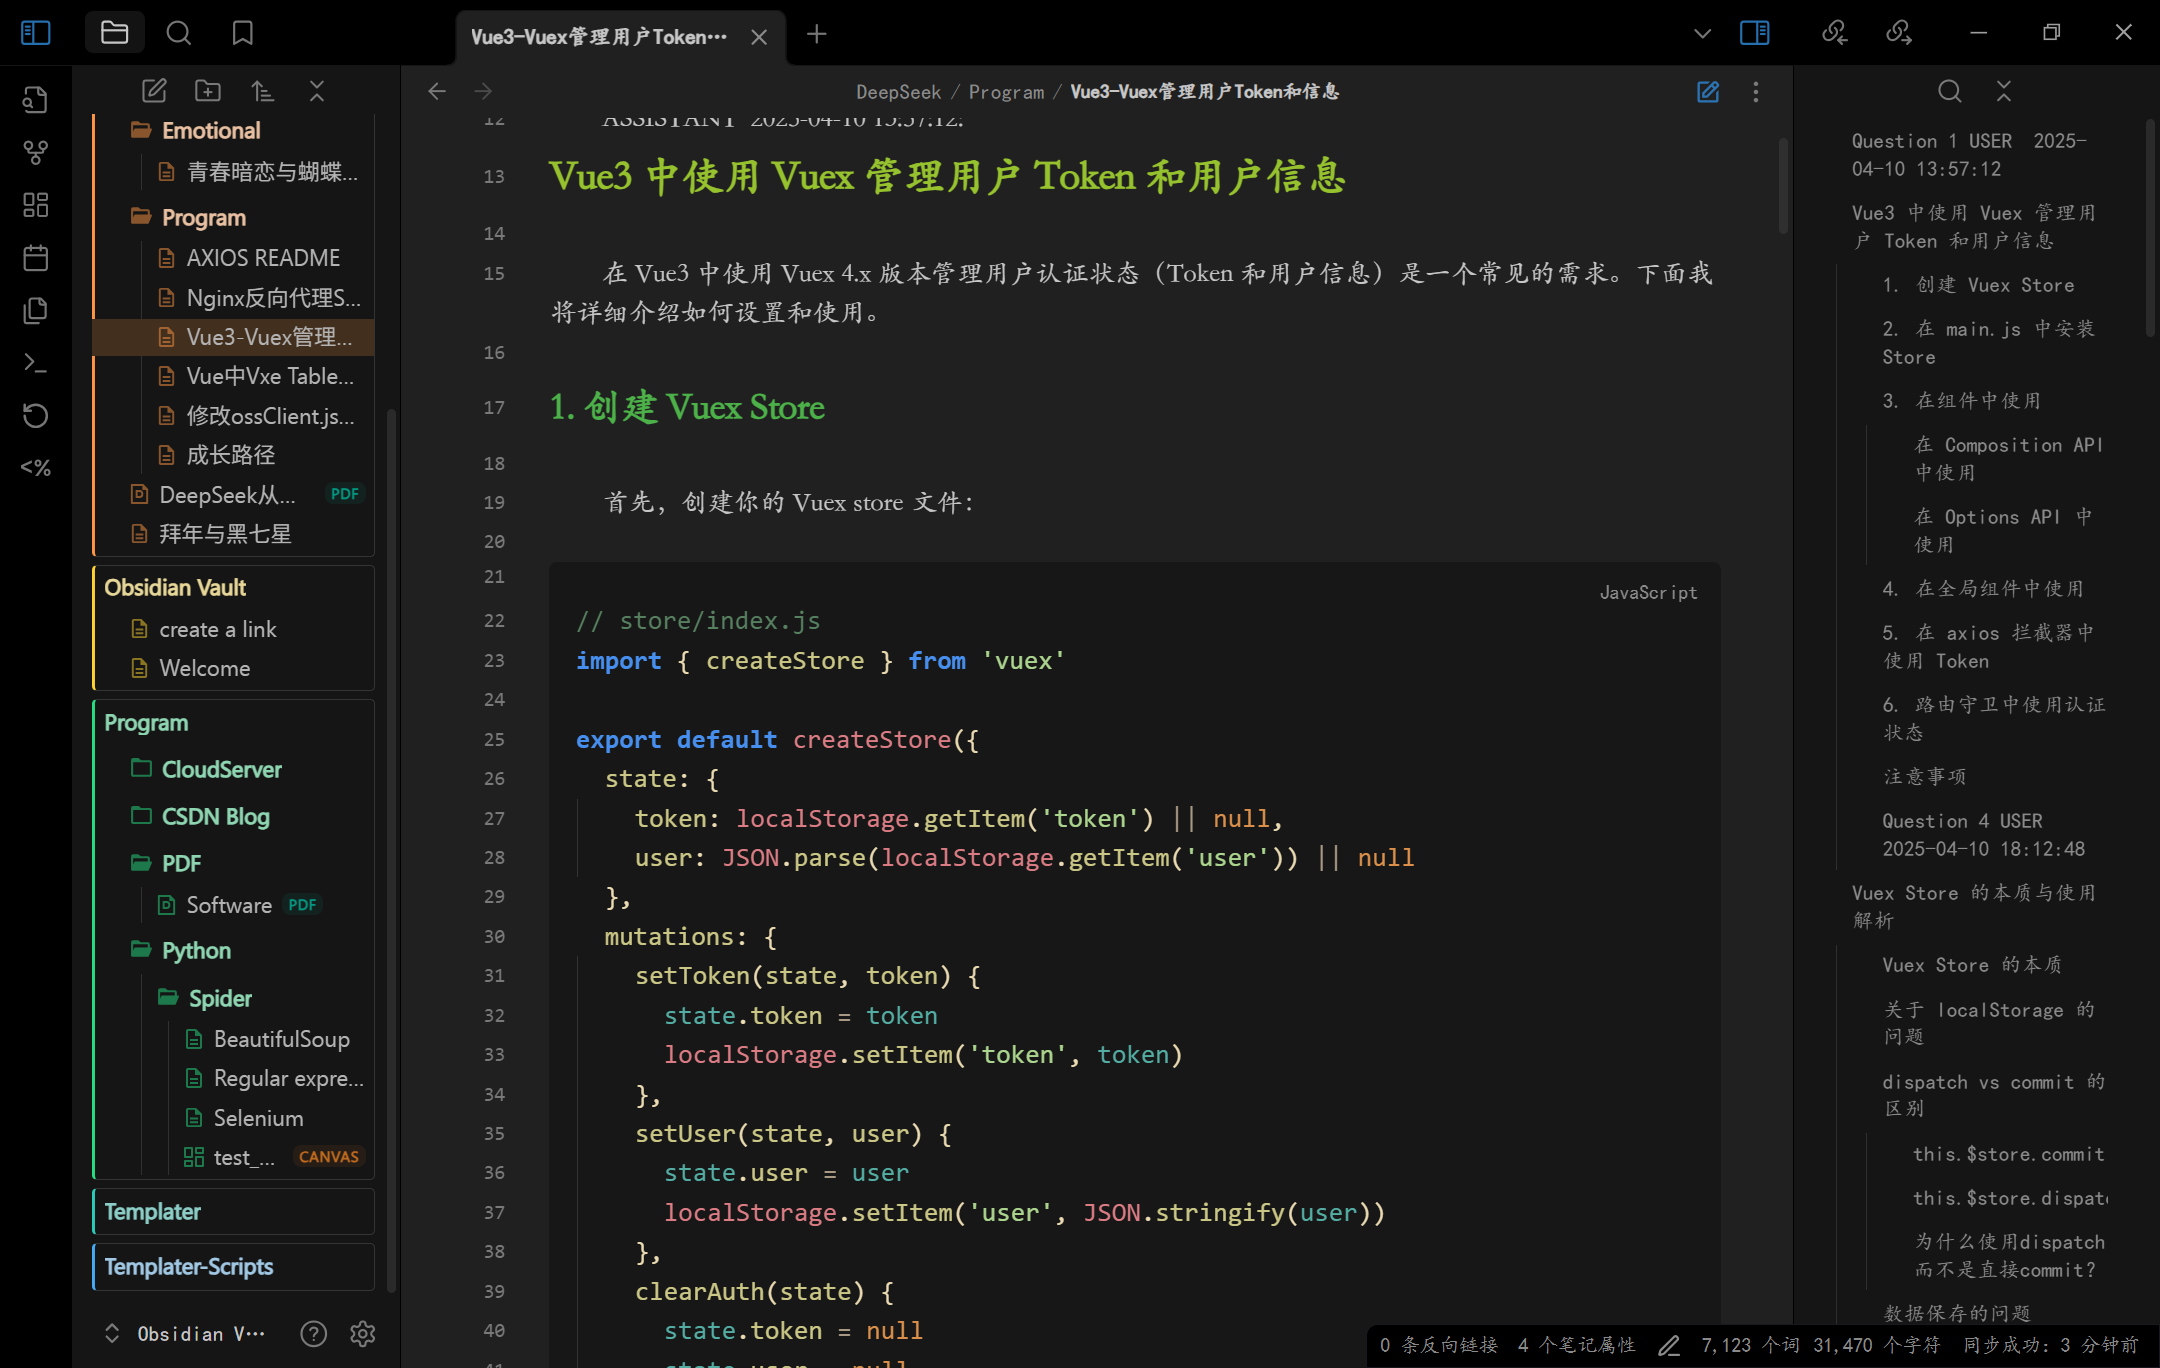 Vue3-Vuex管理用户Token…
Emotional
青春暗恋与蝴蝶...
Program
AXIOS README
Nginx反向代理S...
Vue3-Vuex管理...
Vue中Vxe Table...
修改ossClient.js...
成长路径
DeepSeek从... PDF
拜年与黑七星
Obsidian Vault
create a link
Welcome
Program
CloudServer
CSDN Blog
PDF
Software PDF
Python
Spider
BeautifulSoup
Regular expre...
Selenium
test_... CANVAS
Templater
Templater-Scripts
Obsidian V…
<%
DeepSeek / Program / Vue3-Vuex管理用户Token和信息
12 ASSISTANT 2025-04-10 13:57:12:
13 Vue3 中使用 Vuex 管理用户 Token 和用户信息
14
15 在 Vue3 中使用 Vuex 4.x 版本管理用户认证状态（Token 和用户信息）是一个常见的需求。下面我
将详细介绍如何设置和使用。
16
17 1. 创建 Vuex Store
18
19 首先，创建你的 Vuex store 文件：
20
21
JavaScript
22 // store/index.js
23 import { createStore } from 'vuex'
24
25 export default createStore({
26 state: {
27 token: localStorage.getItem('token') || null,
28 user: JSON.parse(localStorage.getItem('user')) || null
29 },
30 mutations: {
31 setToken(state, token) {
32 state.token = token
33 localStorage.setItem('token', token)
34 },
35 setUser(state, user) {
36 state.user = user
37 localStorage.setItem('user', JSON.stringify(user))
38 },
39 clearAuth(state) {
40 state.token = null
41 state.user = null
Question 1 USER 2025-
04-10 13:57:12
Vue3 中使用 Vuex 管理用
户 Token 和用户信息
1. 创建 Vuex Store
2. 在 main.js 中安装
Store
3. 在组件中使用
在 Composition API
中使用
在 Options API 中
使用
4. 在全局组件中使用
5. 在 axios 拦截器中
使用 Token
6. 路由守卫中使用认证
状态
注意事项
Question 4 USER
2025-04-10 18:12:48
Vuex Store 的本质与使用
解析
Vuex Store 的本质
关于 localStorage 的
问题
dispatch vs commit 的
区别
this.$store.commit
this.$store.dispatc
为什么使用dispatch
而不是直接commit？
数据保存的问题
0 条反向链接 4 个笔记属性 7,123 个词 31,470 个字符 同步成功：3 分钟前